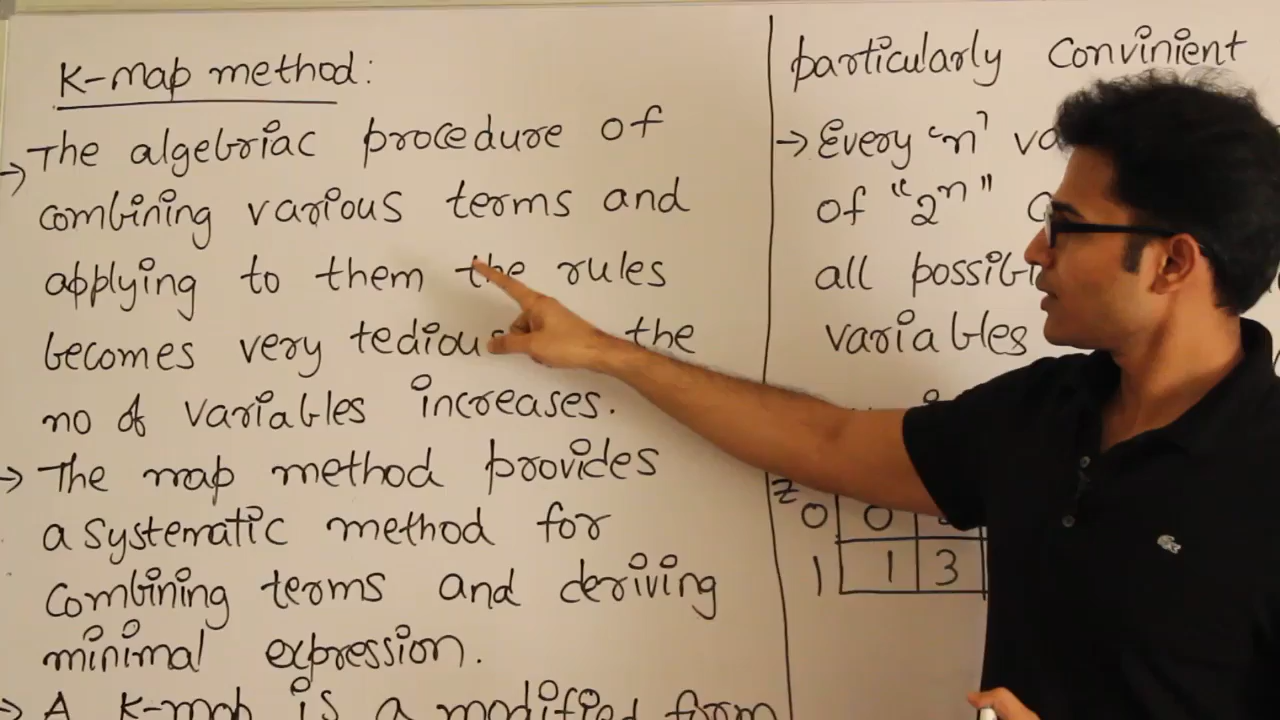 K-map method:
→ The algebriac procedure of
combining various terms and
applying to them the rules
becomes very tedious the
no of variables increases.
→ The map method provides
a systematic method for
combining terms and deriving
minimal expression.
→ A K-map is a modified form
particularly convinient
→ Every 'n'
of "2ⁿ"
all
variables
z
0 0
1 1 3